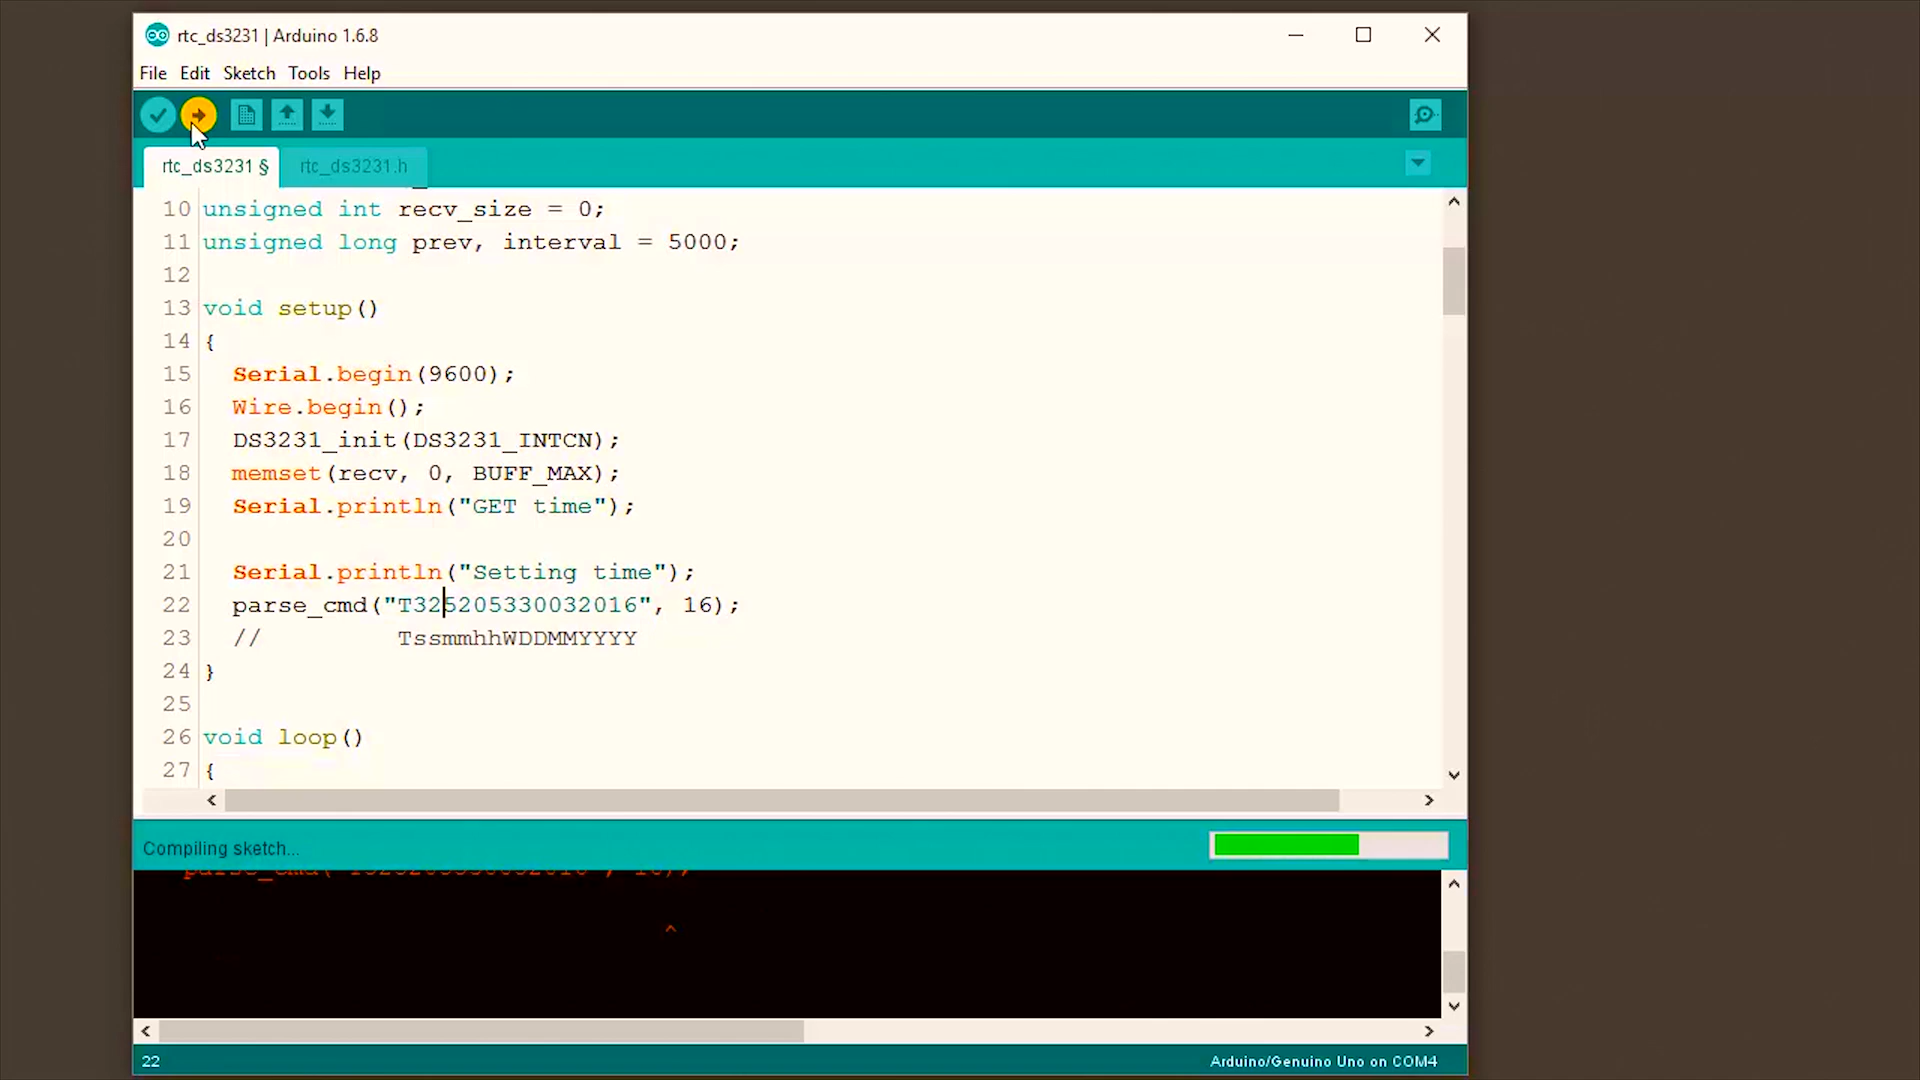 rtc_ds3231 | Arduino 1.6.8
File Edit Sketch Tools Help
rtc_ds3231 § rtc_ds3231.h
10 unsigned int recv_size = 0;
11 unsigned long prev, interval = 5000;
12
13 void setup()
14 {
15 Serial.begin(9600);
16 Wire.begin();
17 DS3231_init(DS3231_INTCN);
18 memset(recv, 0, BUFF_MAX);
19 Serial.println("GET time");
20
21 Serial.println("Setting time");
22 parse_cmd("T325205330032016", 16);
23 // TssmmhhWDDMMYYYY
24 }
25
26 void loop()
27 {
Compiling sketch...
^
22 Arduino/Genuino Uno on COM4